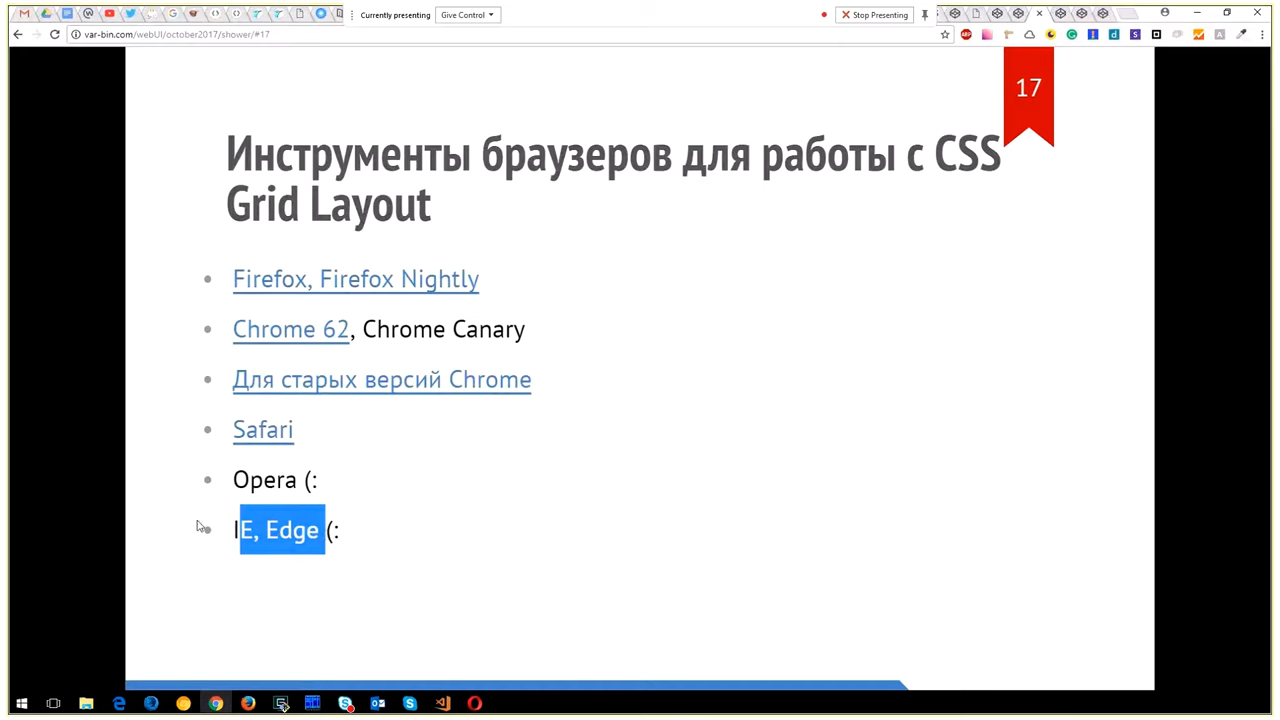 Currently presenting
Give Control
Stop Presenting
var-bin.com/webUI/october2017/shower/#17
17
Инструменты браузеров для работы с CSS
Grid Layout
Firefox, Firefox Nightly
Chrome 62, Chrome Canary
Для старых версий Chrome
Safari
Opera (:
IE, Edge (: